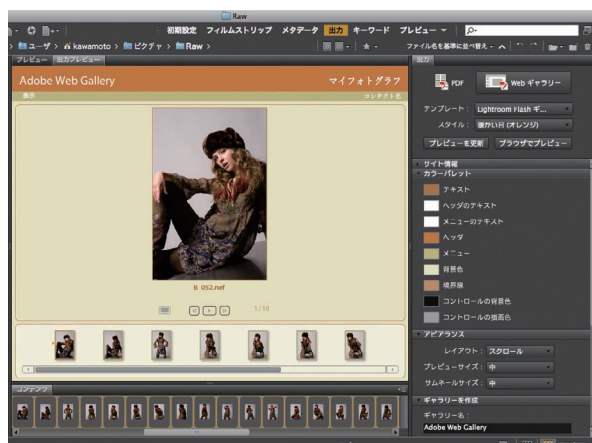 Raw
初期設定 フィルムストリップ メタデータ 出力 キーワード プレビュー
ユーザ > kawamoto > ピクチャ > Raw >
ファイル名を基準に並べ替え
プレビュー 出力プレビュー
出力
Adobe Web Gallery
マイフォトグラフ
表示
コンタクト名
PDF
Web ギャラリー
テンプレート : Lightroom Flash ギ...
スタイル : 暖かい日 (オレンジ)
プレビューを更新 ブラウザでプレビュー
サイト情報
カラーパレット
テキスト
ヘッダのテキスト
メニューのテキスト
ヘッダ
メニュー
背景色
境界線
コントロールの背景色
コントロールの描画色
B_052.nef
1/10
アピアランス
レイアウト : スクロール
プレビューサイズ : 中
サムネールサイズ : 中
ギャラリーを作成
ギャラリー名 :
Adobe Web Gallery
コンテンツ